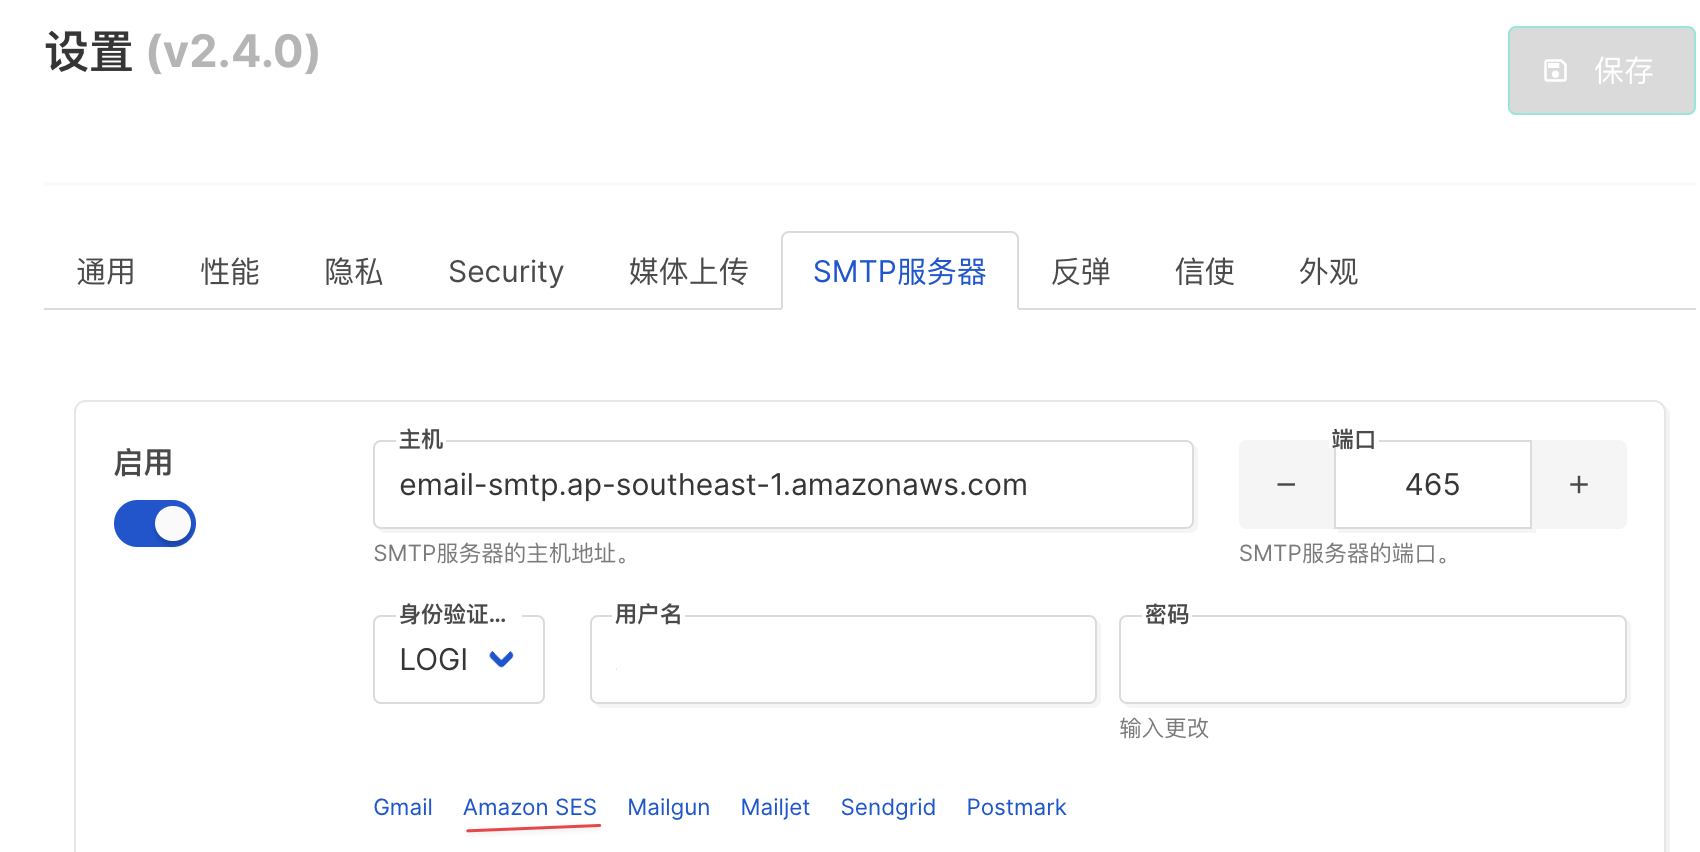 设置 (v2.4.0)
保存
通用 性能 隐私 Security 媒体上传 SMTP服务器 反弹 信使 外观
启用
主机
email-smtp.ap-southeast-1.amazonaws.com
SMTP服务器的主机地址。
端口
− 465 +
SMTP服务器的端口。
身份验证...
LOGI
用户名
密码
输入更改
Gmail Amazon SES Mailgun Mailjet Sendgrid Postmark